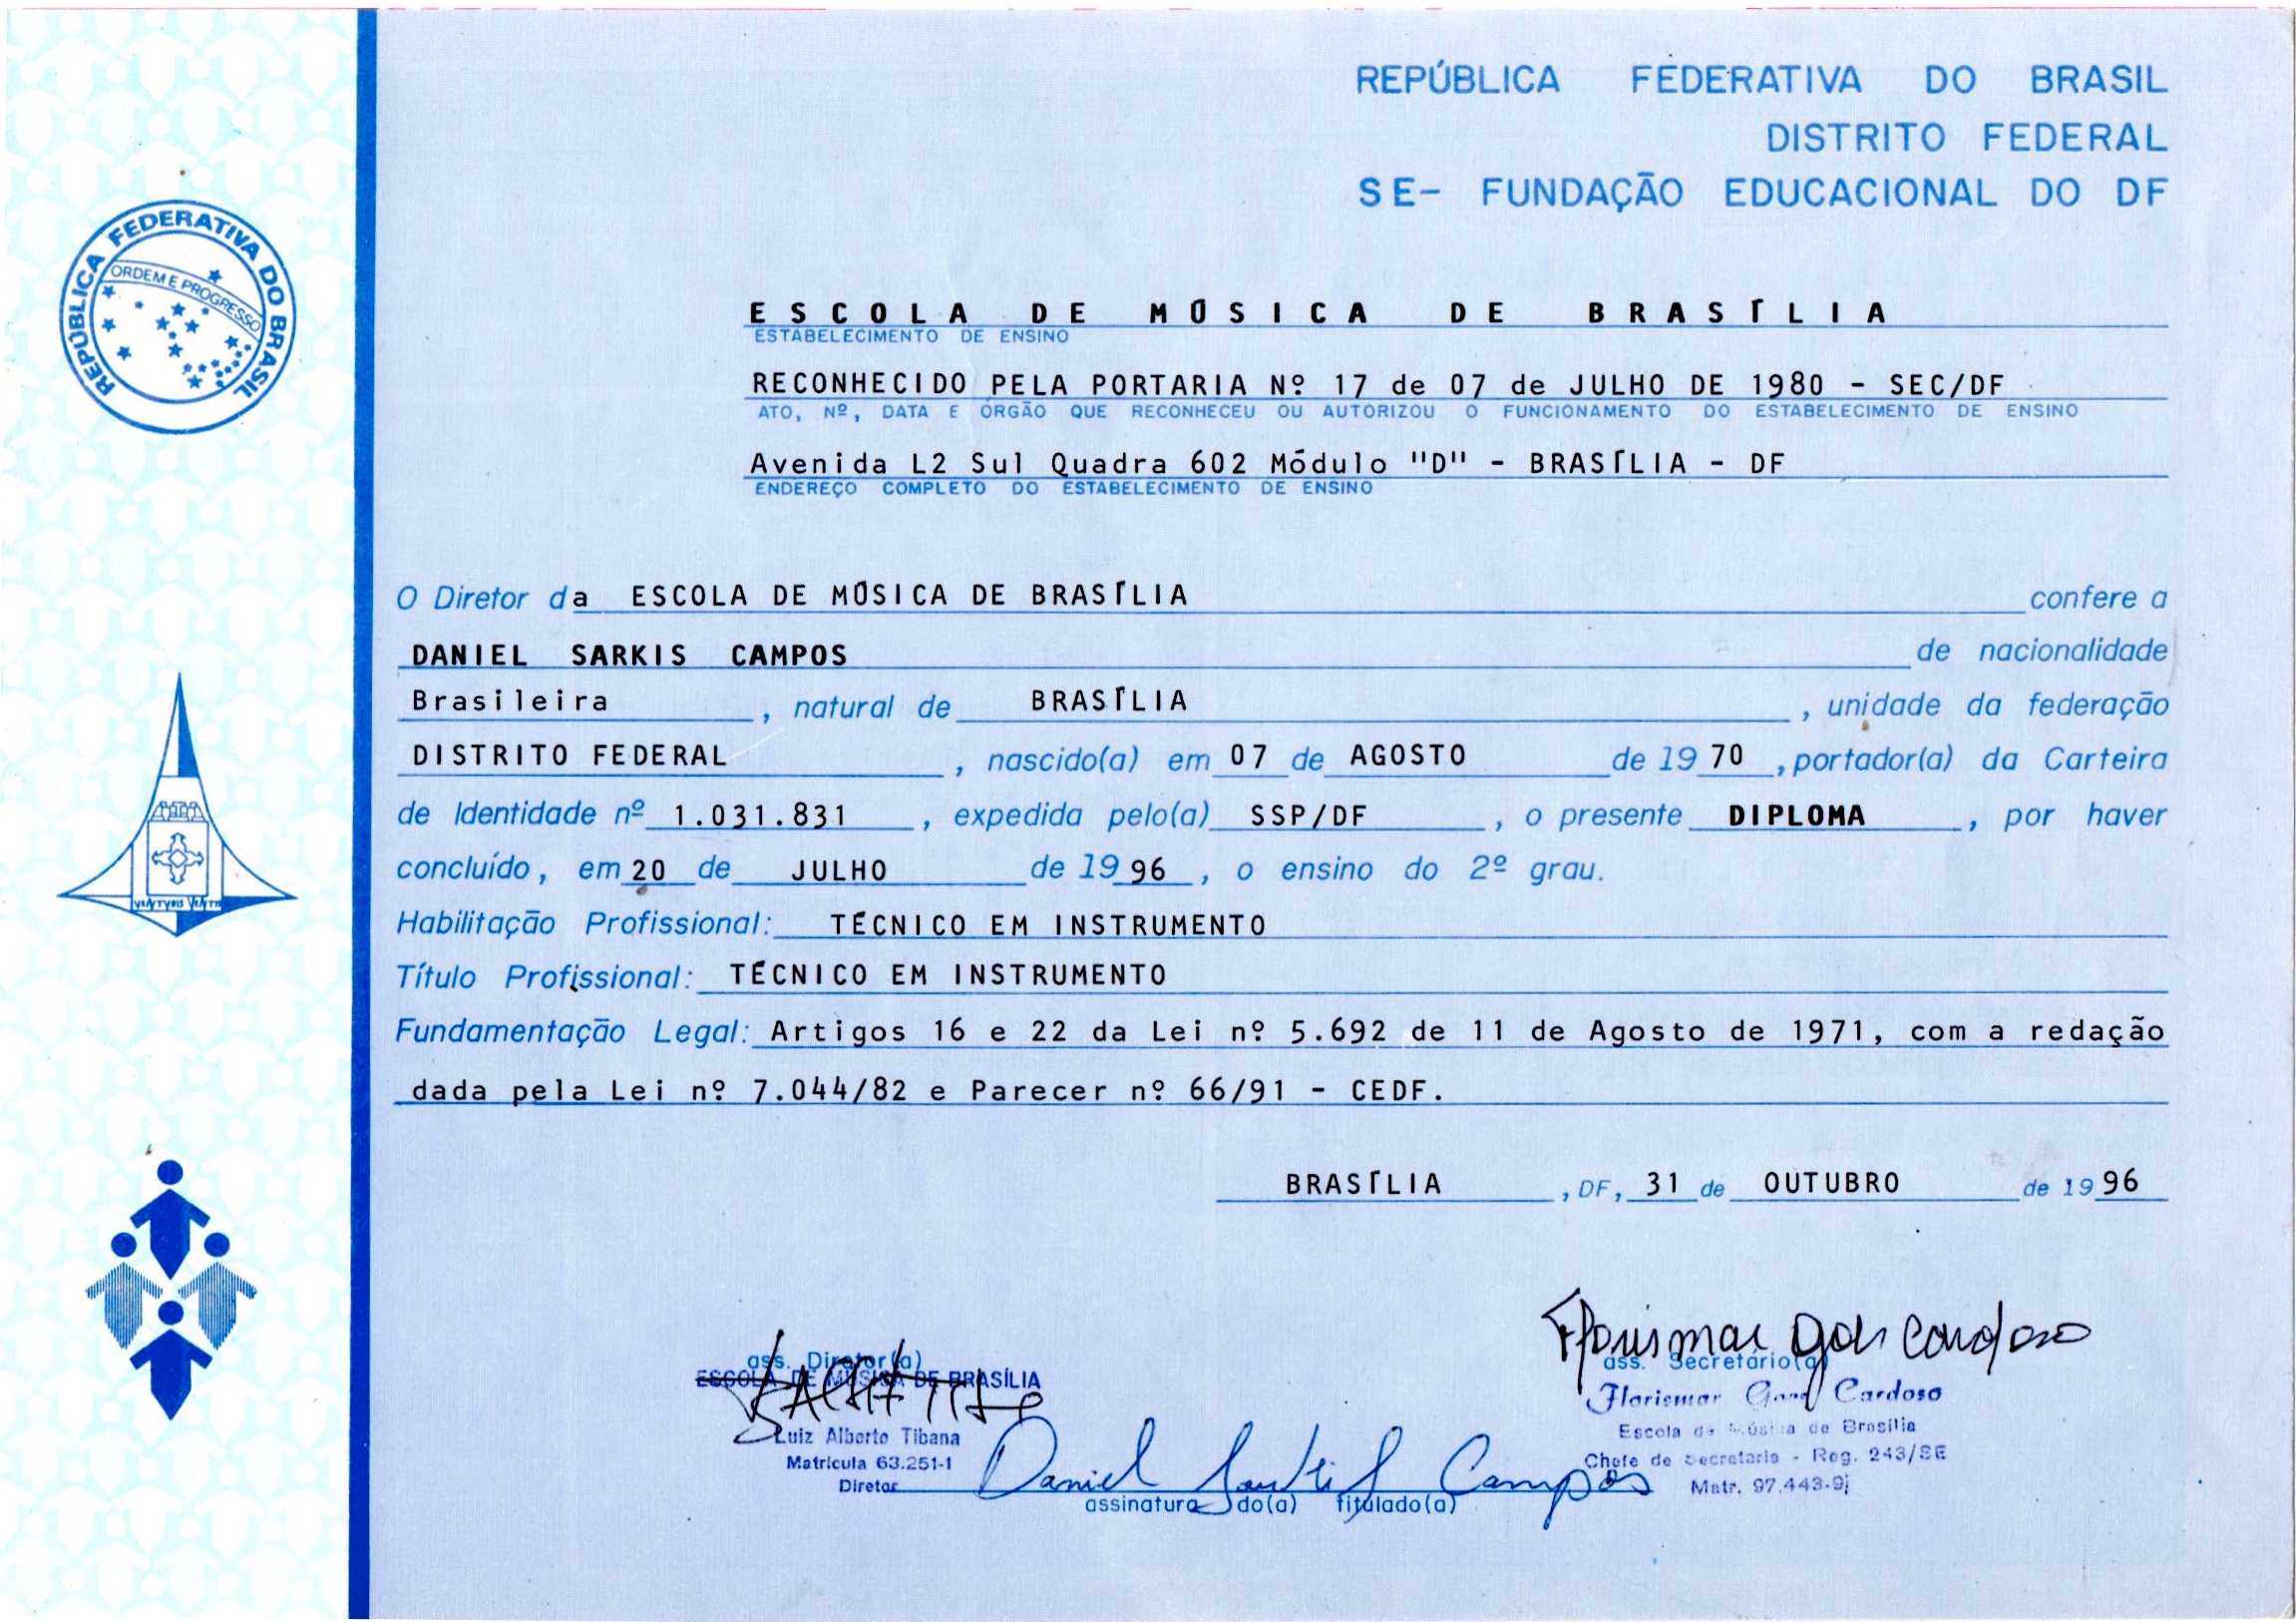 REPÚBLICA FEDERATIVA DO BRASIL
DISTRITO FEDERAL
SE- FUNDAÇÃO EDUCACIONAL DO DF
REPÚBLICA FEDERATIVA DO BRASIL
ORDEM E PROGRESSO
ESCOLA DE MÚSICA DE BRASÍLIA
ESTABELECIMENTO DE ENSINO
RECONHECIDO PELA PORTARIA Nº 17 de 07 de JULHO DE 1980 - SEC/DF
ATO, Nº, DATA E ÓRGÃO QUE RECONHECEU OU AUTORIZOU O FUNCIONAMENTO DO ESTABELECIMENTO DE ENSINO
Avenida L2 Sul Quadra 602 Módulo "D" - BRASÍLIA - DF
ENDEREÇO COMPLETO DO ESTABELECIMENTO DE ENSINO
O Diretor da ESCOLA DE MÚSICA DE BRASÍLIA confere a
DANIEL SARKIS CAMPOS de nacionalidade
Brasileira, natural de BRASÍLIA, unidade da federação
DISTRITO FEDERAL, nascido(a) em 07 de AGOSTO de 1970, portador(a) da Carteira
de Identidade nº 1.031.831, expedida pelo(a) SSP/DF, o presente DIPLOMA, por haver
concluído, em 20 de JULHO de 1996, o ensino do 2º grau.
Habilitação Profissional: TÉCNICO EM INSTRUMENTO
Título Profissional: TÉCNICO EM INSTRUMENTO
Fundamentação Legal: Artigos 16 e 22 da Lei nº 5.692 de 11 de Agosto de 1971, com a redação
dada pela Lei nº 7.044/82 e Parecer nº 66/91 - CEDF.
VENTVRIS VENTIS
BRASÍLIA, DF, 31 de OUTUBRO de 1996
ass. Diretor(a)
ESCOLA DE MÚSICA DE BRASÍLIA
Luiz Alberto Tibana
Matrícula 63.251-1
Diretor
Florismar Cardoso
ass. Secretário(a)
Florismar Cardoso
Escola de Música de Brasília
Chefe de Secretaria - Reg. 243/SE
Matr. 97.443-9
Daniel Sarkis Campos
assinatura do(a) titulado(a)